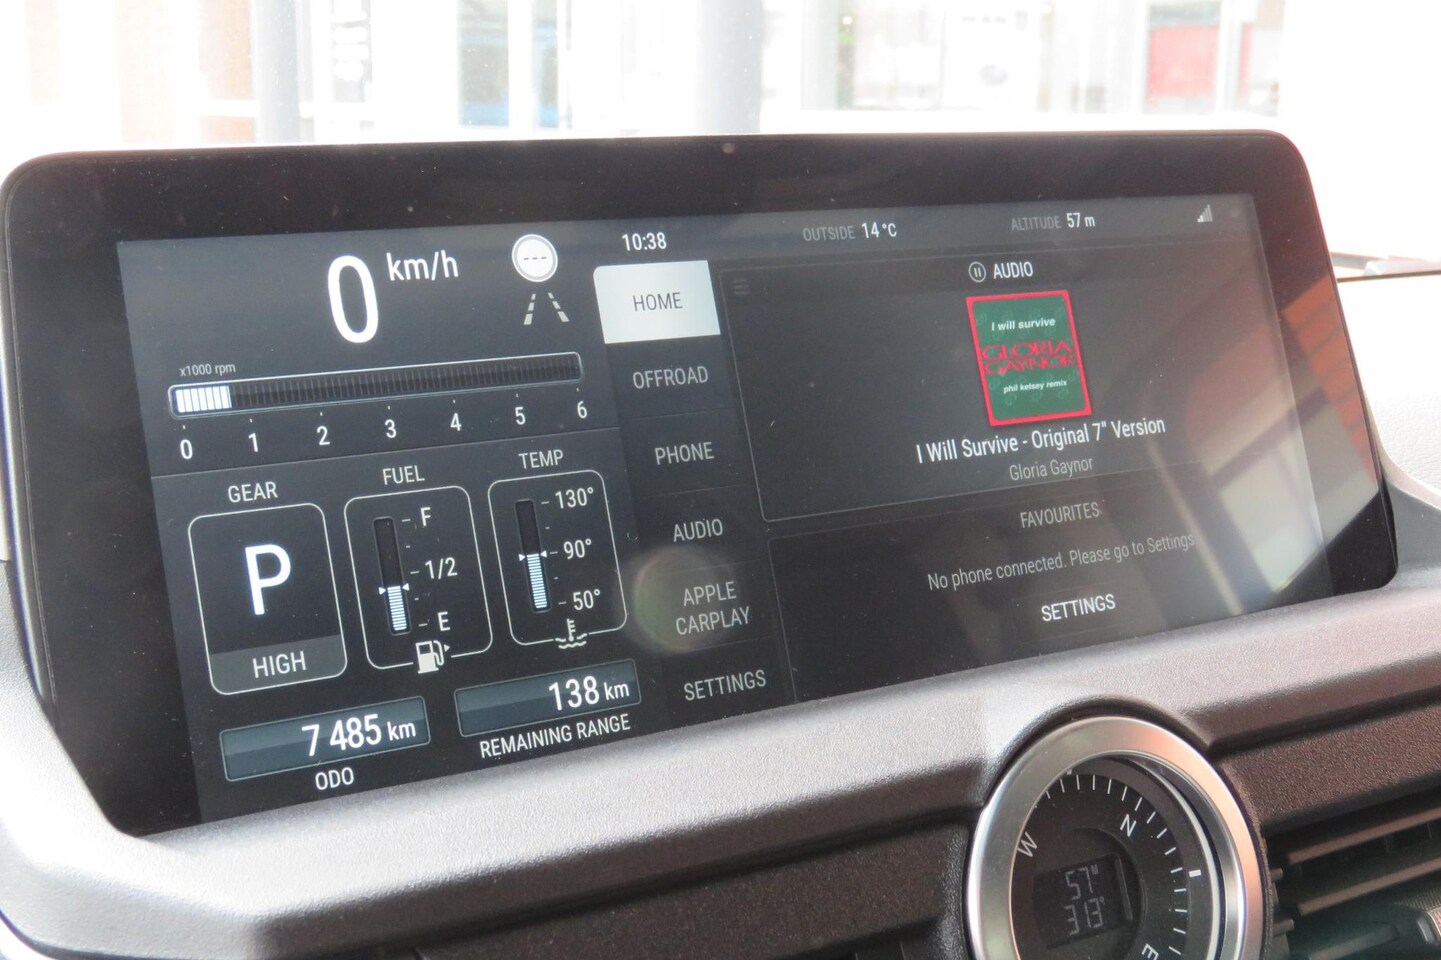 0 km/h
---
x1000 rpm
0 1 2 3 4 5 6
GEAR
P
HIGH
FUEL
F
1/2
E
TEMP
130°
90°
50°
7 485 km
ODO
138 km
REMAINING RANGE
10:38
OUTSIDE 14°C
ALTITUDE 57 m
HOME
OFFROAD
PHONE
AUDIO
APPLE
CARPLAY
SETTINGS
AUDIO
I will survive
GLORIA
GAYNOR
phil kelsey remix
I Will Survive - Original 7" Version
Gloria Gaynor
FAVOURITES
No phone connected. Please go to Settings
SETTINGS
W
N
E
57m
313°